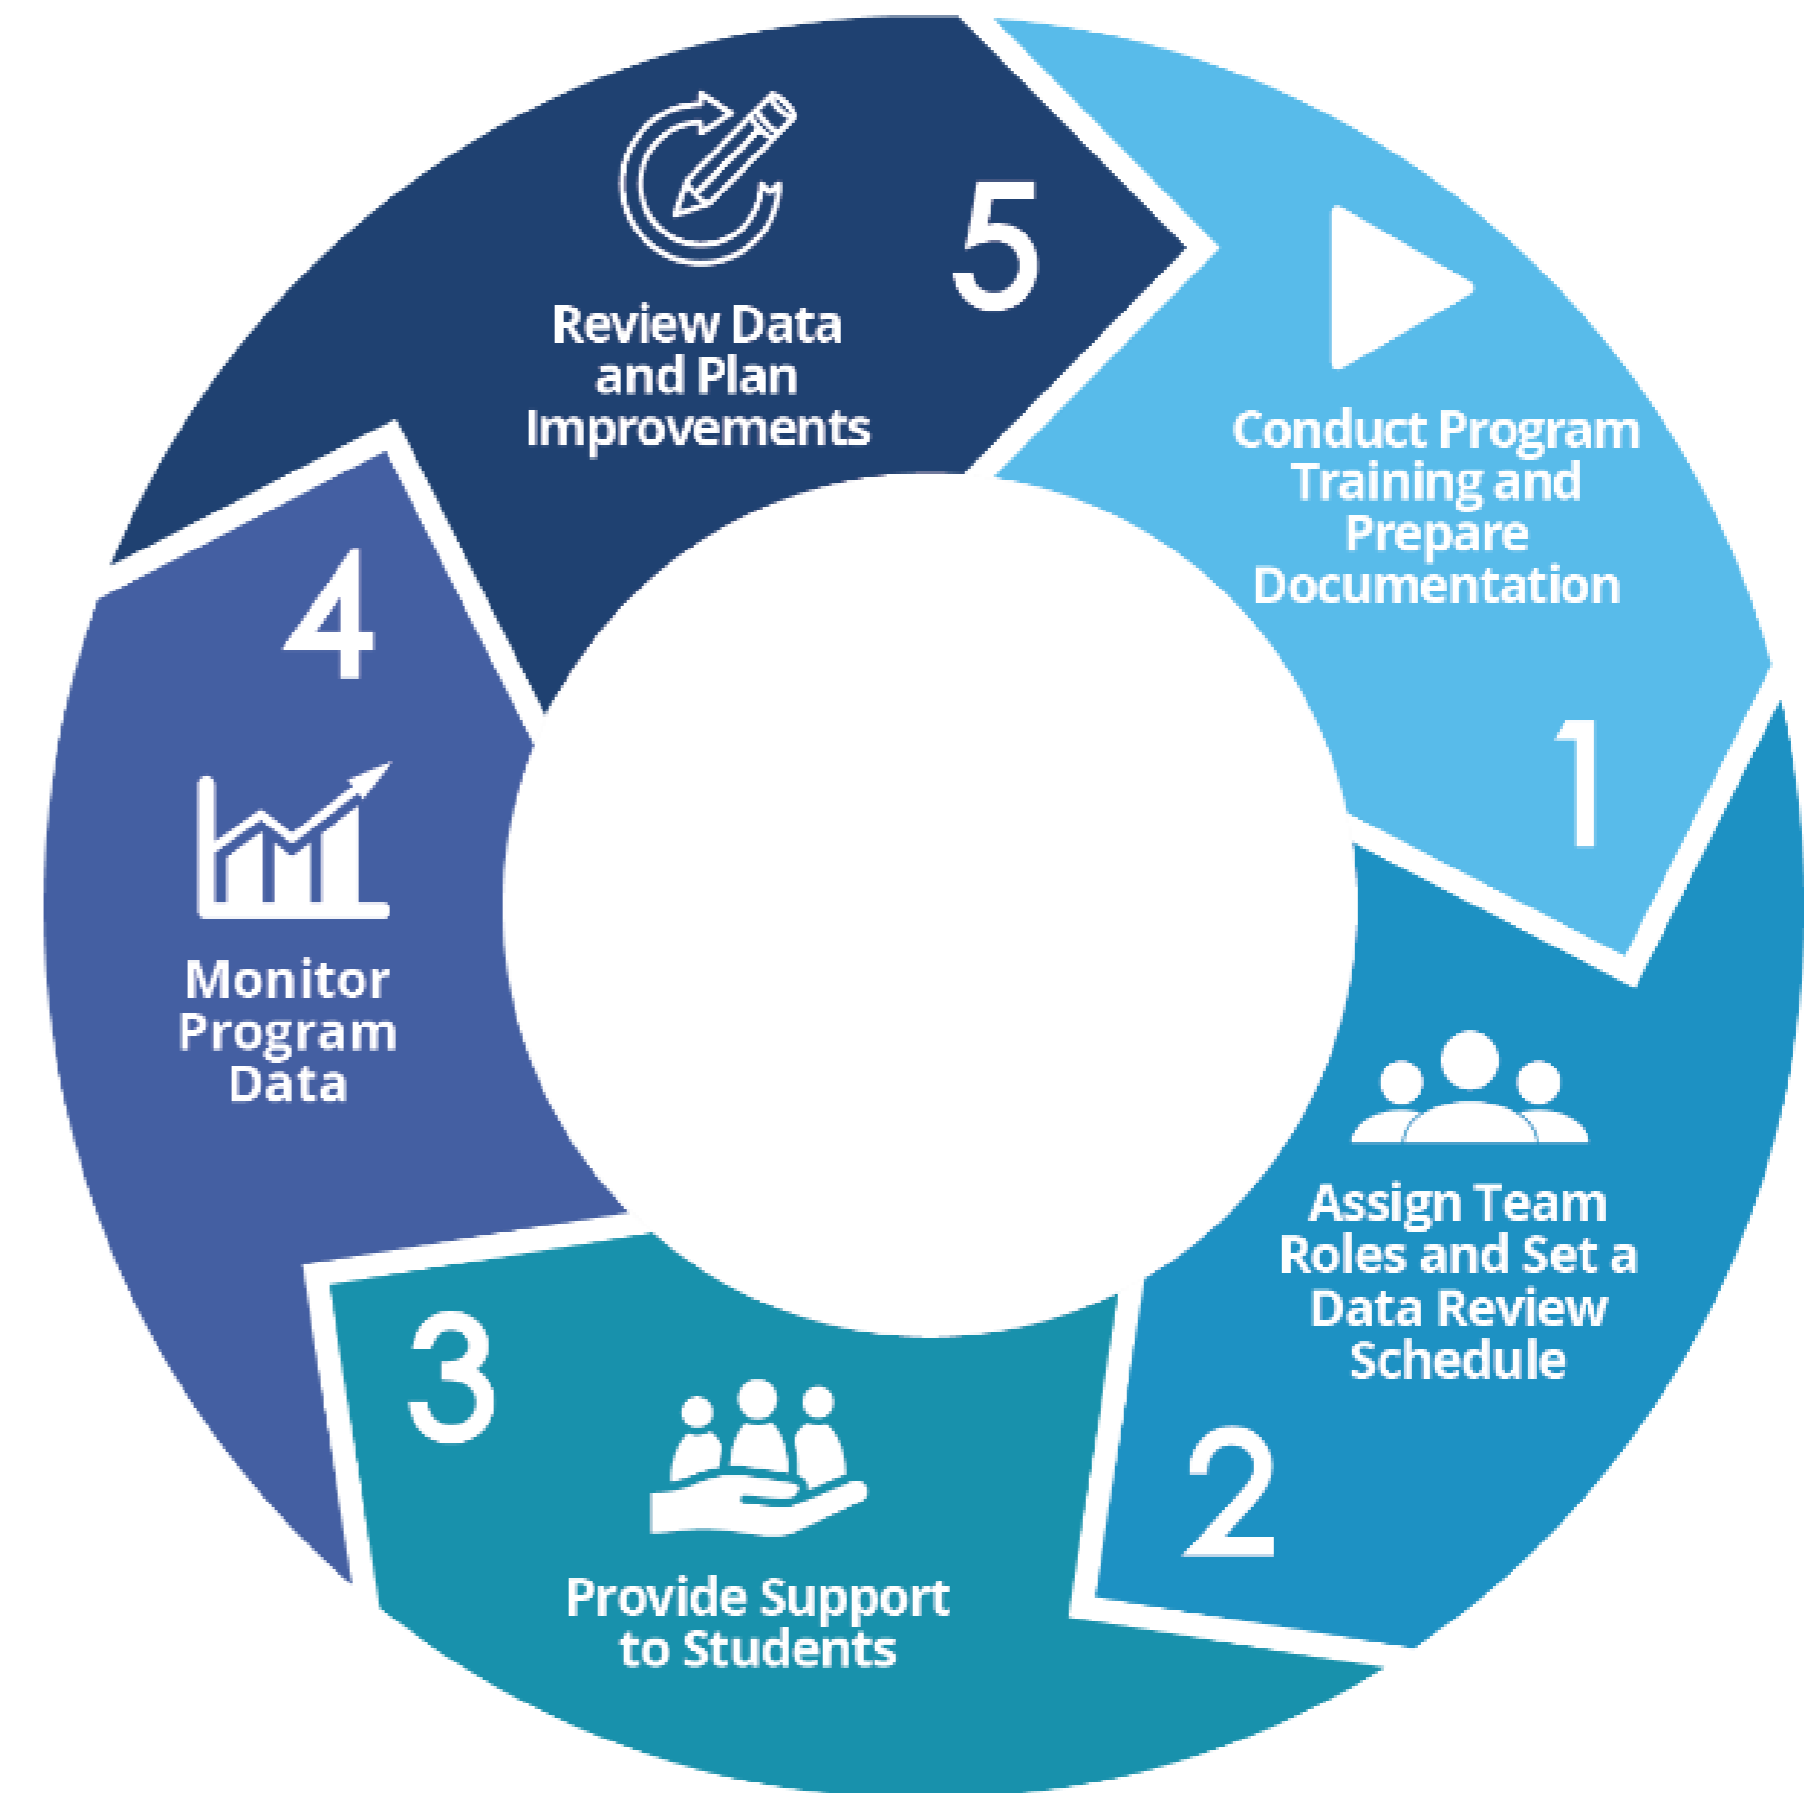 Conduct Program
Training and
Prepare
Documentation
1
Assign Team
Roles and Set a
Data Review
Schedule
2
3
Provide Support
to Students
4
Monitor
Program
Data
5
Review Data
and Plan
Improvements